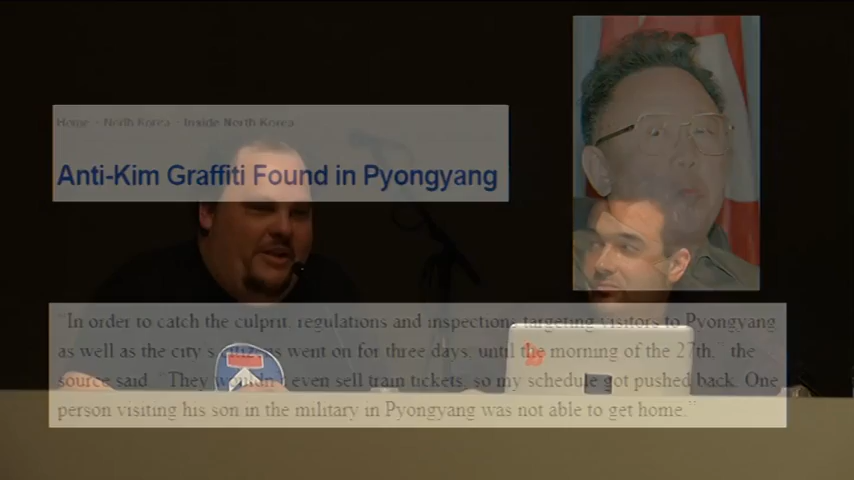 Home - North Korea - Inside North Korea
Anti-Kim Graffiti Found in Pyongyang
"In order to catch the culprit, regulations and inspections targeting visitors to Pyongyang
as well as the city's as went on for three days, until the morning of the 27th," the
source said. "They wouldn't even sell train tickets, so my schedule got pushed back. One
person visiting his son in the military in Pyongyang was not able to get home."